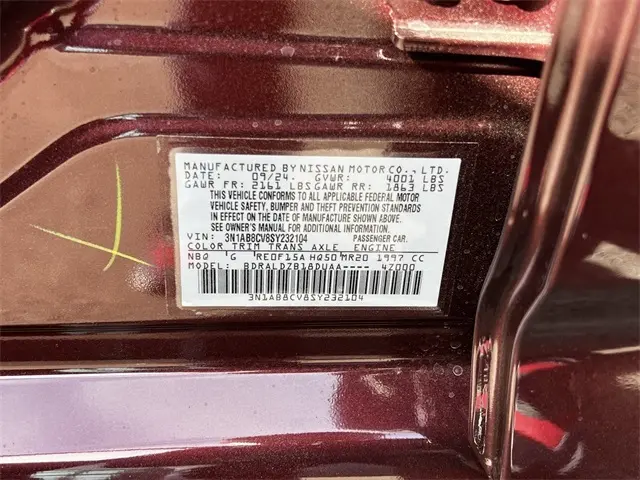 MANUFACTURED BY NISSAN MOTOR CO., LTD.
DATE: 09/24. GVWR: 4001 LBS
GAWR FR: 2161 LBS GAWR RR: 1863 LBS
THIS VEHICLE CONFORMS TO ALL APPLICABLE FEDERAL MOTOR
VEHICLE SAFETY, BUMPER AND THEFT PREVENTION STANDARDS
IN EFFECT ON THE DATE OF MANUFACTURE SHOWN ABOVE.
SEE OWNER'S MANUAL FOR ADDITIONAL INFORMATION.
VIN: 3N1AB8CV8SY232104 PASSENGER CAR.
COLOR TRIM TRANS AXLE ENGINE
NBQ G RE0F15A HQ50 MR20 1997 CC
MODEL: BDRALDZB18DUAA---- 4Z000
3N1AB8CV8SY232104